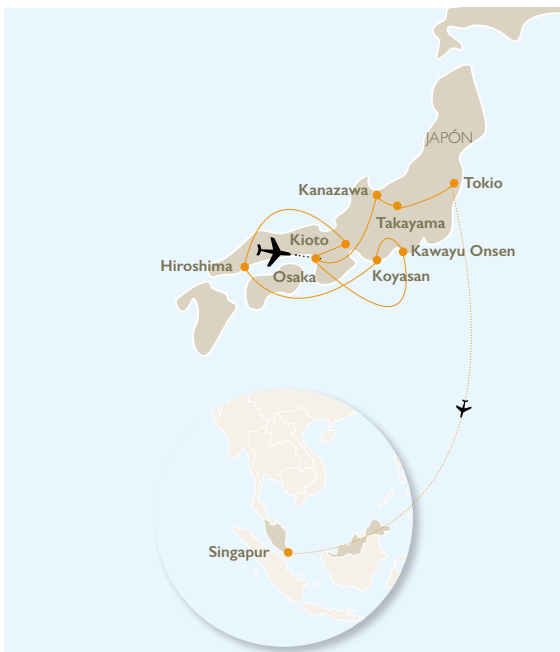 JAPÓN
Tokio
Kanazawa
Takayama
Kioto
Kawayu Onsen
Hiroshima
Osaka
Koyasan
Singapur